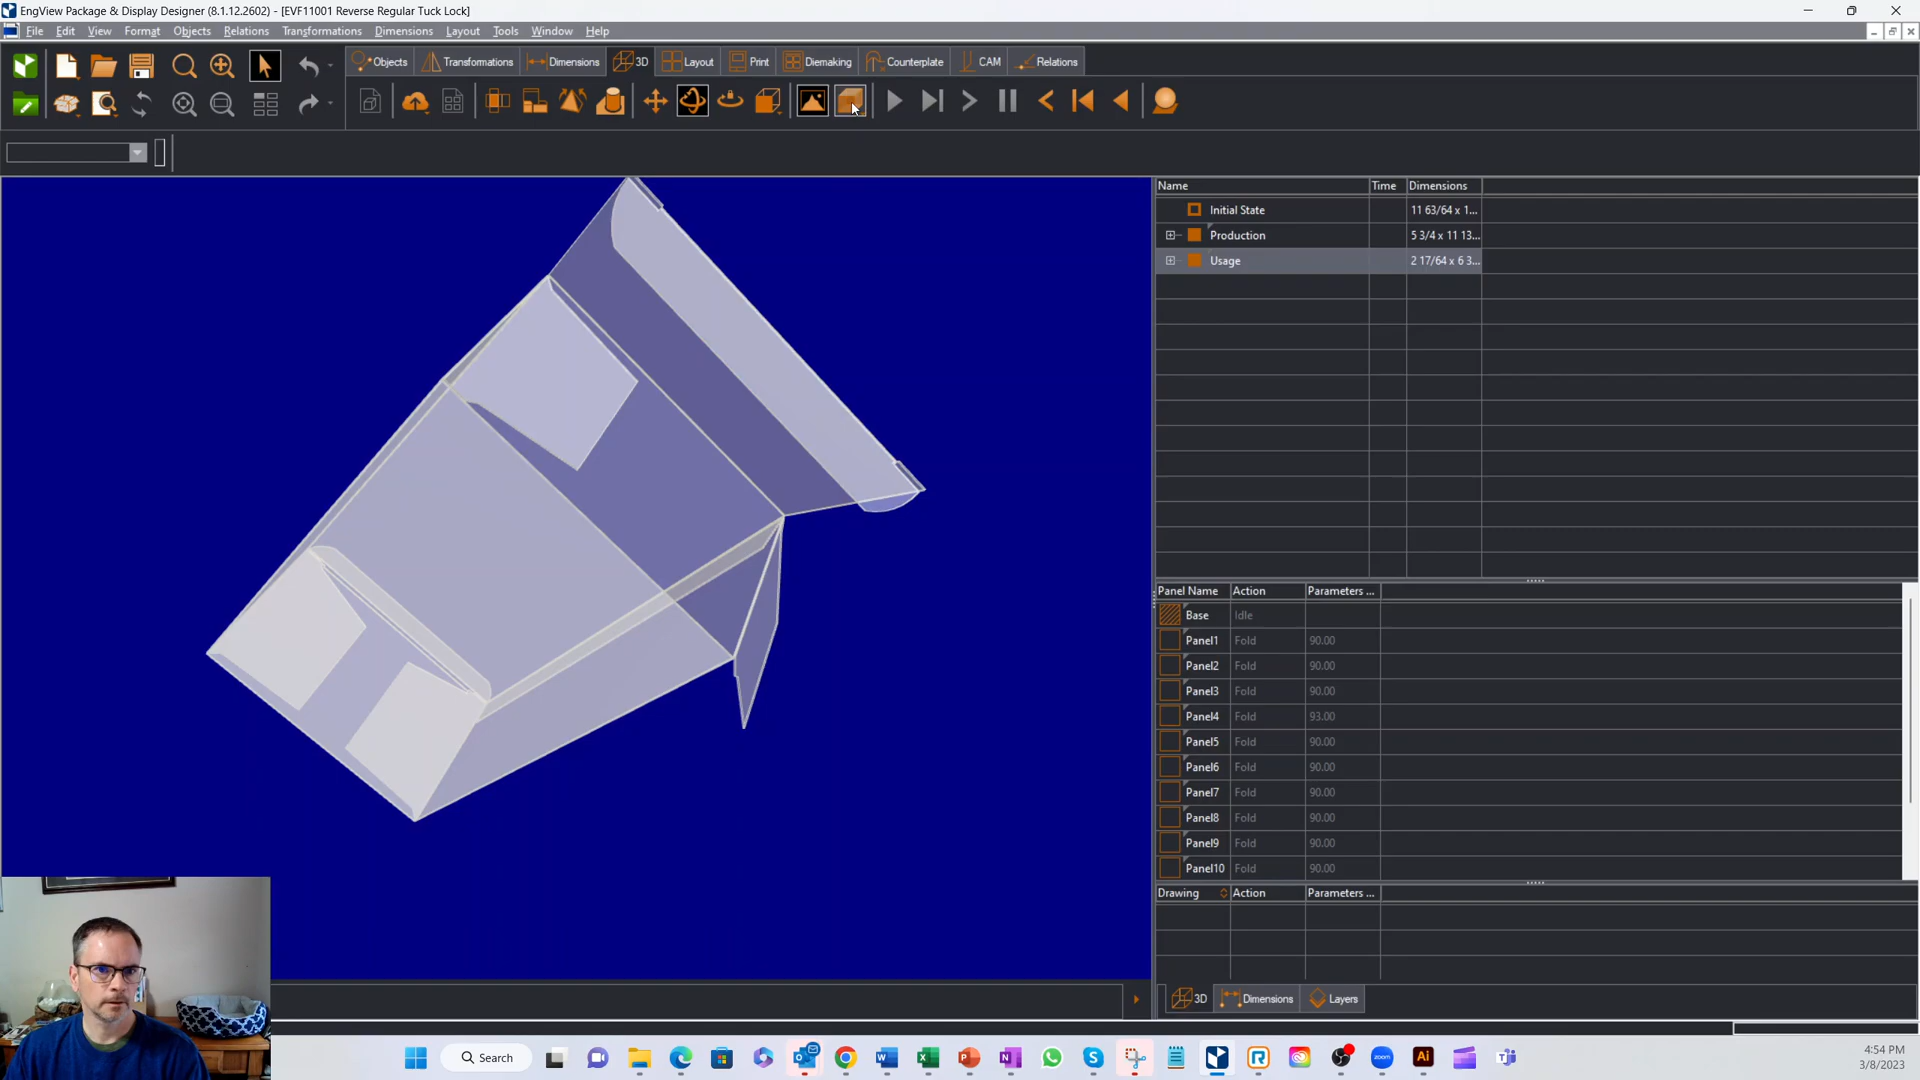 EngView Package & Display Designer (8.1.12.2602) - [EVF11001 Reverse Regular Tuck Lock]
File Edit View Format Objects Relations Transformations Dimensions Layout Tools Window Help
Objects Transformations Dimensions 3D Layout Print Diemaking Counterplate CAM Relations
Name Time Dimensions
Initial State 11 63/64 x 1...
Production 5 3/4 x 11 13...
Usage 2 17/64 x 6 3...
Panel Name Action Parameters ...
Base Idle
Panel1 Fold 90.00
Panel2 Fold 90.00
Panel3 Fold 90.00
Panel4 Fold 93.00
Panel5 Fold 90.00
Panel6 Fold 90.00
Panel7 Fold 90.00
Panel8 Fold 90.00
Panel9 Fold 90.00
Panel10 Fold 90.00
Drawing Action Parameters ...
3D Dimensions Layers
Search
zoom
Ai
4:54 PM
3/8/2023